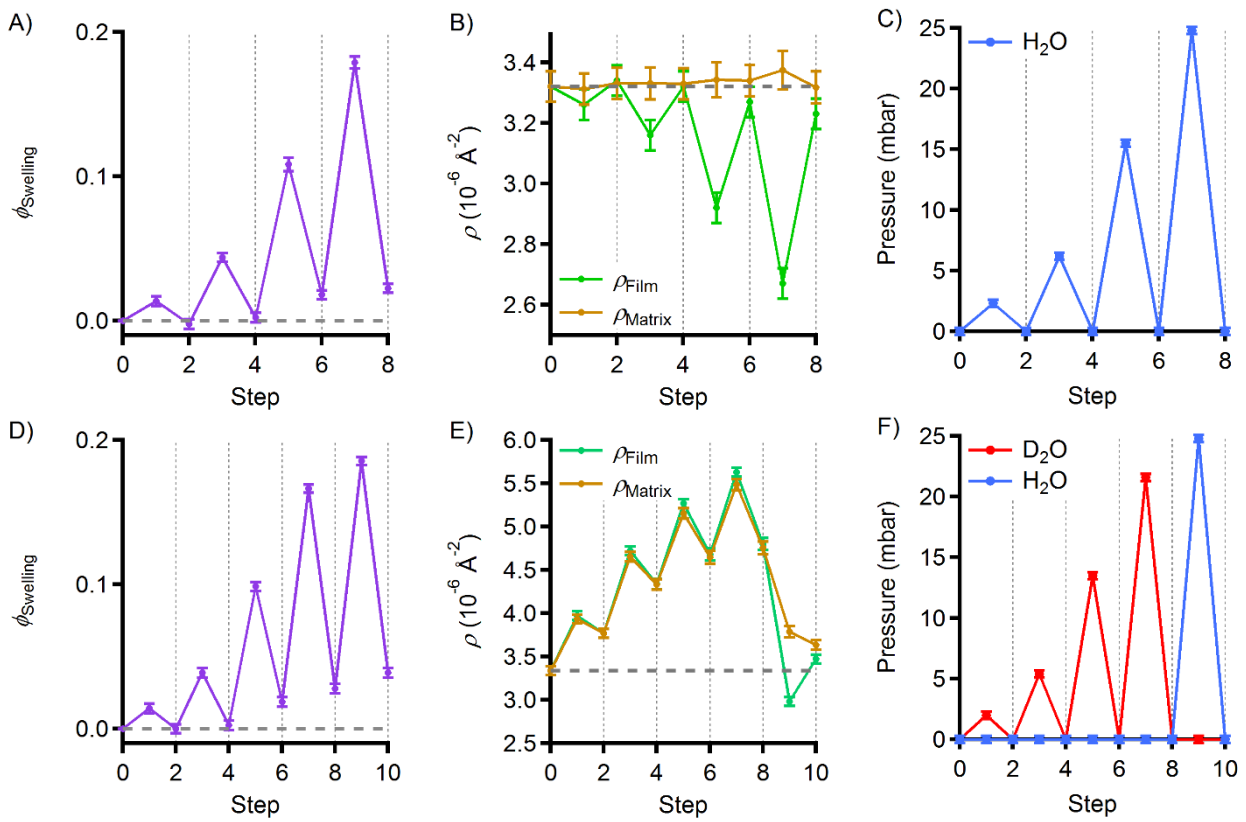 A)
0.2
0.1
0.0
ϕSwelling
0 2 4 6 8
Step
B)
3.4
3.2
3.0
2.8
2.6
ρ (10⁻⁶ Å⁻²)
ρFilm
ρMatrix
0 2 4 6 8
Step
C)
25
20
15
10
5
0
Pressure (mbar)
H₂O
0 2 4 6 8
Step
D)
0.2
0.1
0.0
ϕSwelling
0 2 4 6 8 10
Step
E)
6.0
5.5
5.0
4.5
4.0
3.5
3.0
2.5
ρ (10⁻⁶ Å⁻²)
ρFilm
ρMatrix
0 2 4 6 8 10
Step
F)
25
20
15
10
5
0
Pressure (mbar)
D₂O
H₂O
0 2 4 6 8 10
Step